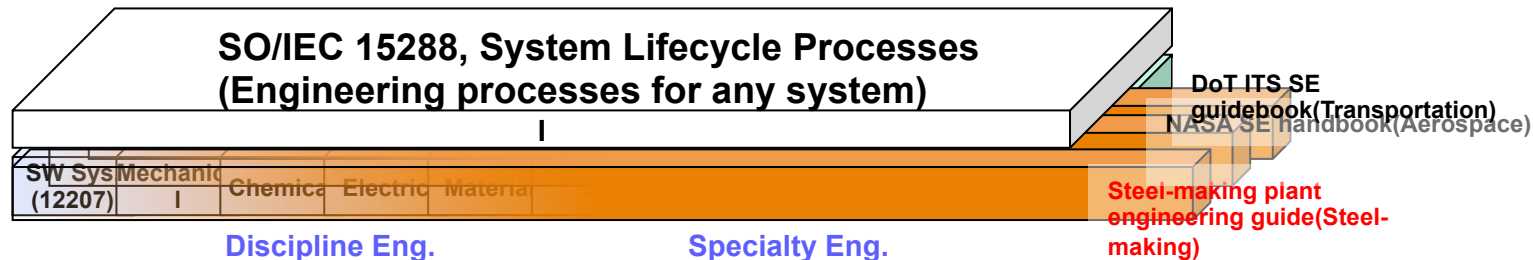 SO/IEC 15288, System Lifecycle Processes
(Engineering processes for any system)
I
DoT ITS SE
guidebook(Transportation)
NASA SE handbook(Aerospace)
SW Sys
(12207)
Mechanic
l
Chemica
Electric
Materia
Steel-making plant
engineering guide(Steel-
making)
Discipline Eng.
Specialty Eng.